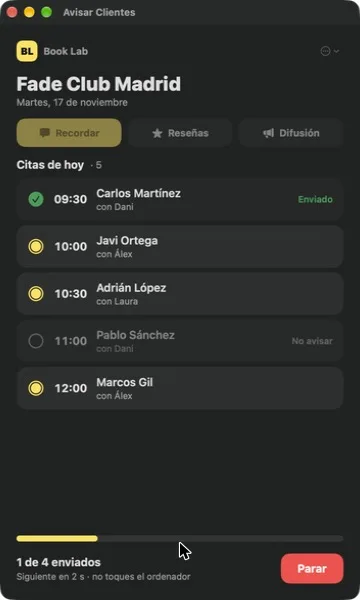 Avisar Clientes
BL Book Lab
Fade Club Madrid
Martes, 17 de noviembre
Recordar Reseñas Difusión
Citas de hoy · 5
09:30 Carlos Martínez Enviado
con Dani
10:00 Javi Ortega
con Álex
10:30 Adrián López
con Laura
11:00 Pablo Sánchez No avisar
con Dani
12:00 Marcos Gil
con Álex
1 de 4 enviados
Siguiente en 2 s · no toques el ordenador
Parar